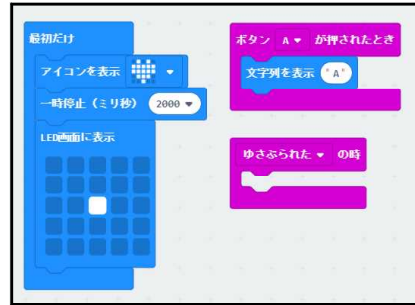 最初だけ
アイコンを表示
一時停止（ミリ秒） 2000
LED画面に表示
ボタン A が押されたとき
文字列を表示 "A"
ゆさぶられた の時